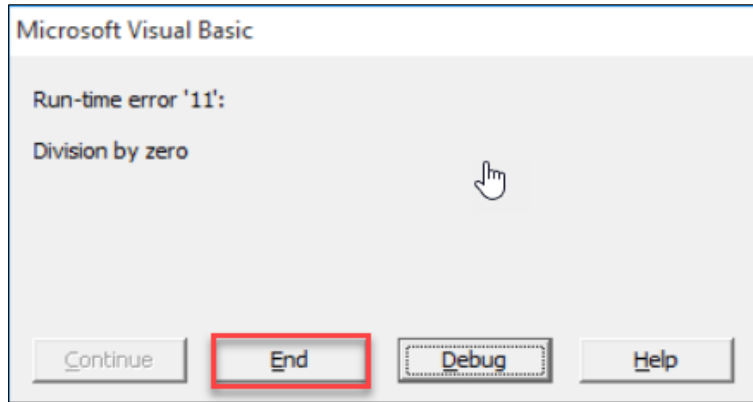 Microsoft Visual Basic
Run-time error '11':
Division by zero
Continue End Debug Help